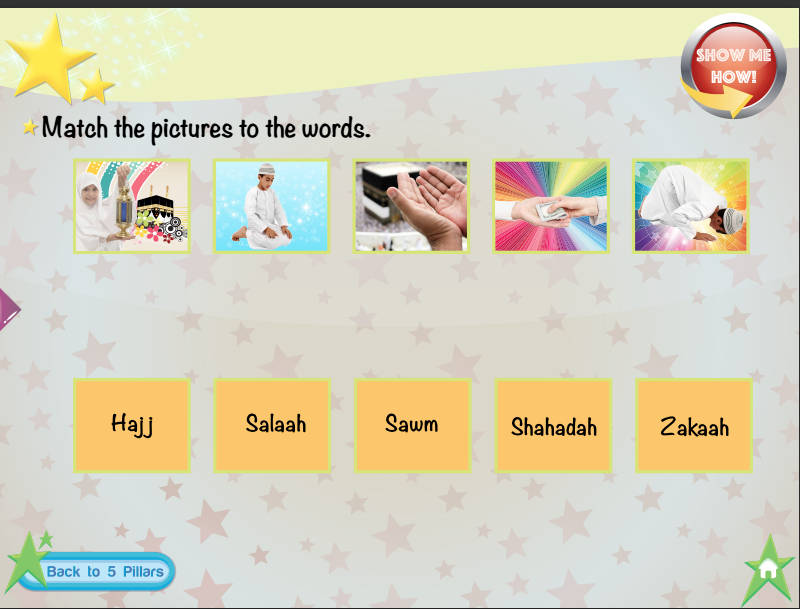 SHOW ME
HOW!
Match the pictures to the words.
Hajj
Salaah
Sawm
Shahadah
Zakaah
Back to 5 Pillars